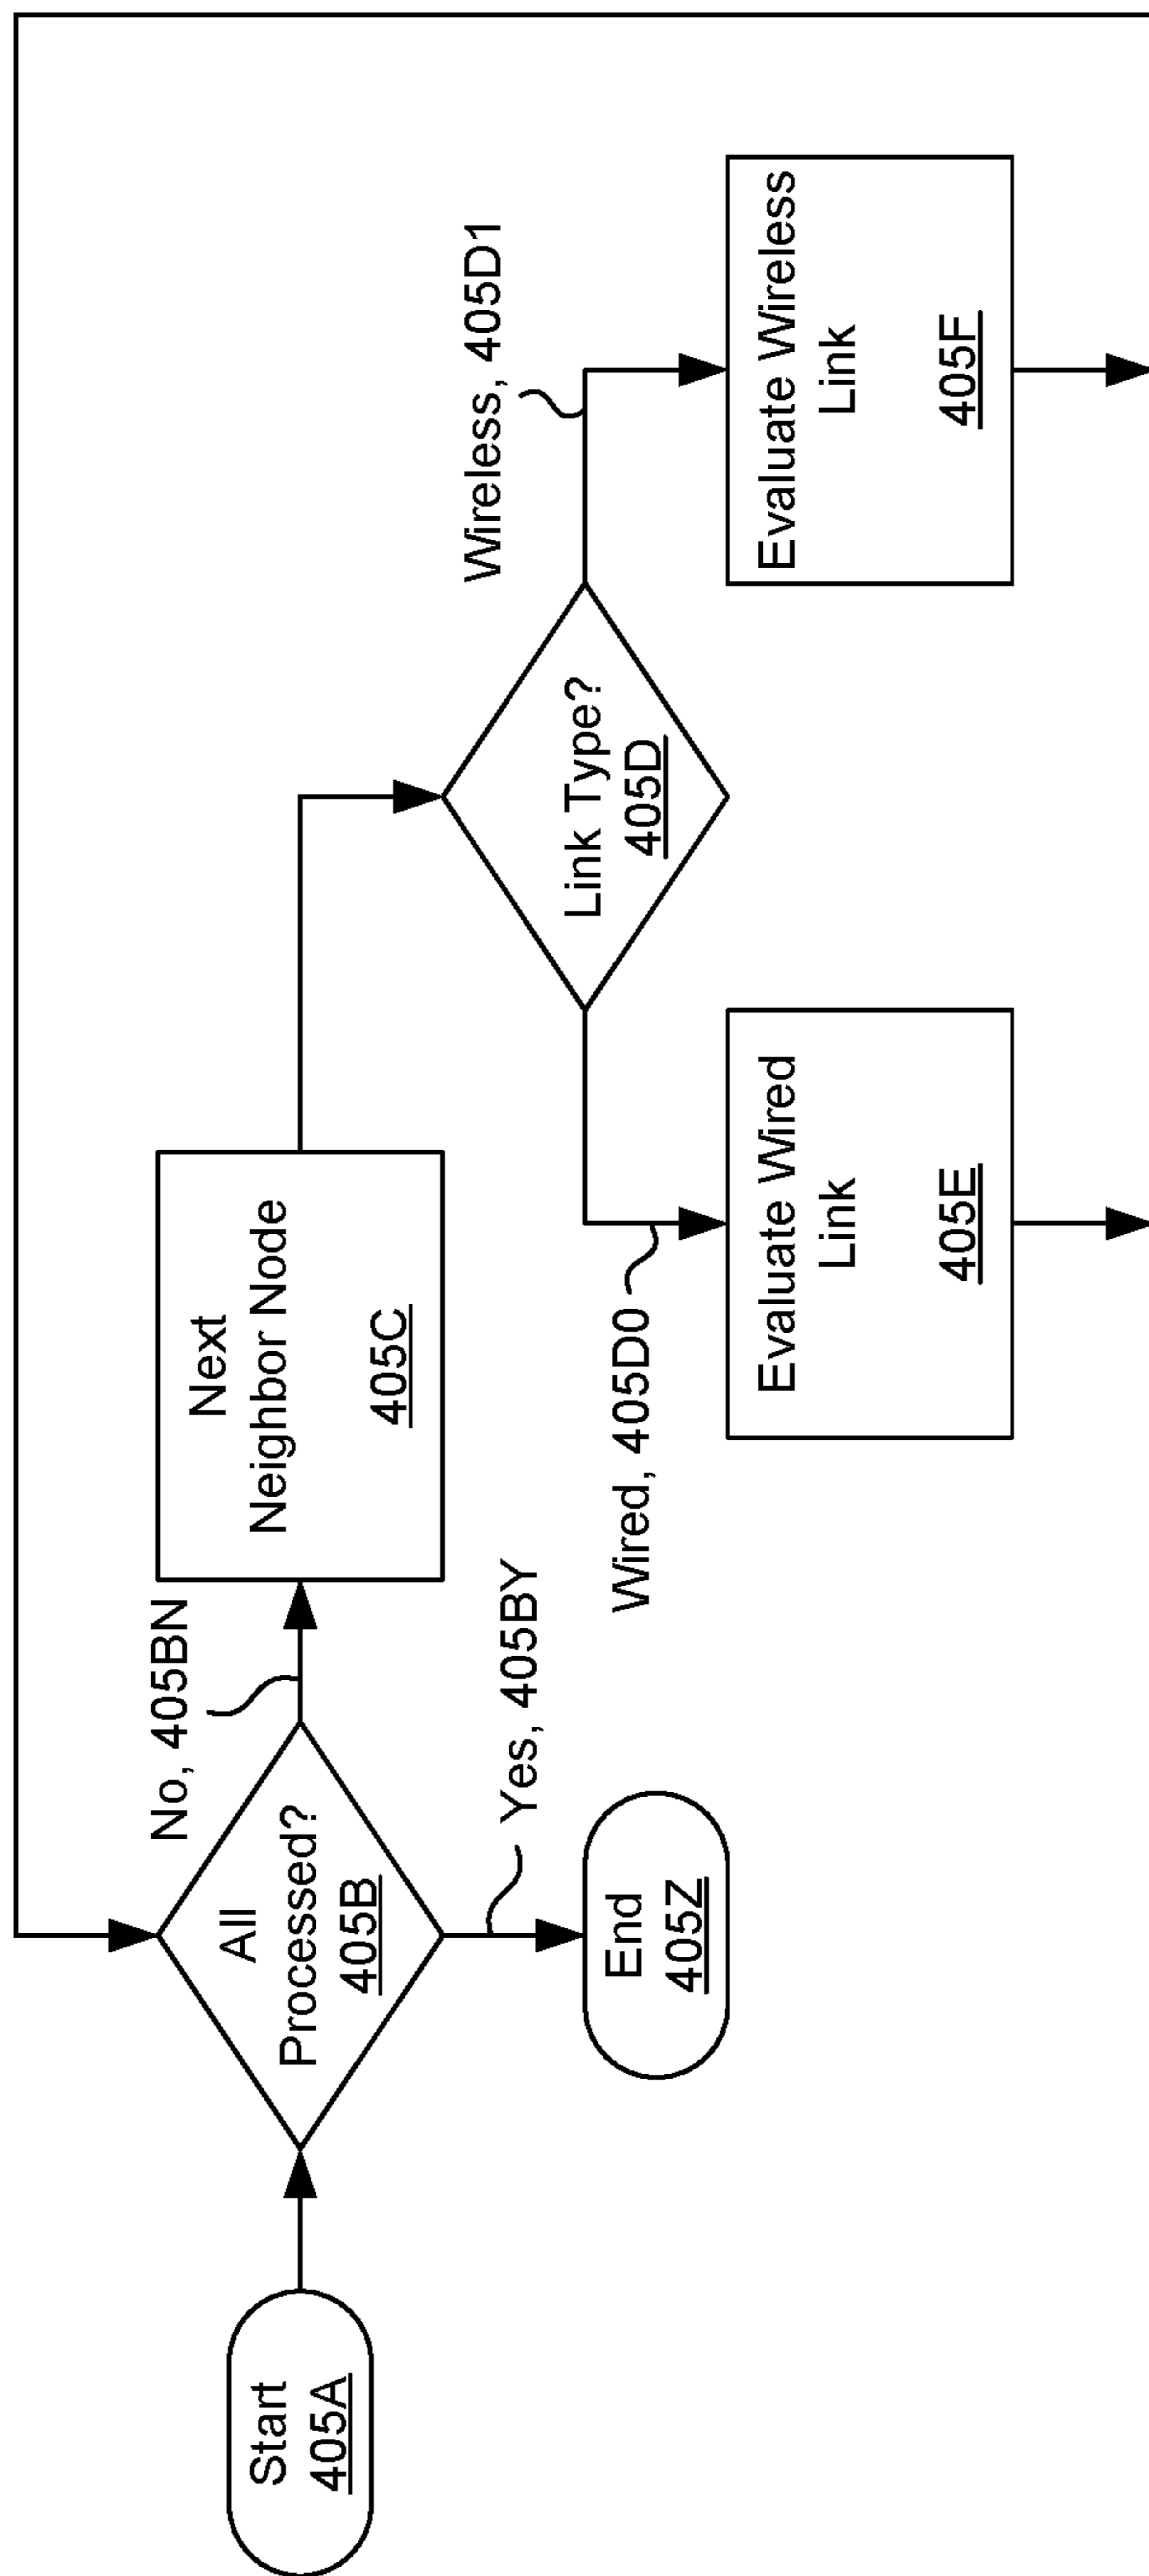 Start
405A
All
Processed?
405B
No, 405BN
Yes, 405BY
End
405Z
Next
Neighbor Node
405C
Link Type?
405D
Wired, 405D0
Wireless, 405D1
Evaluate Wired
Link
405E
Evaluate Wireless
Link
405F